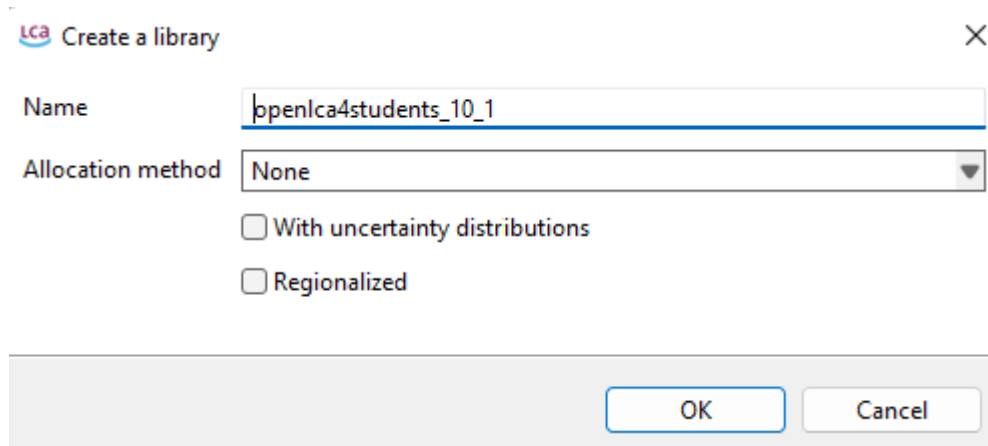 LCa Create a library
Name openlca4students_10_1
Allocation method None
With uncertainty distributions
Regionalized
OK Cancel